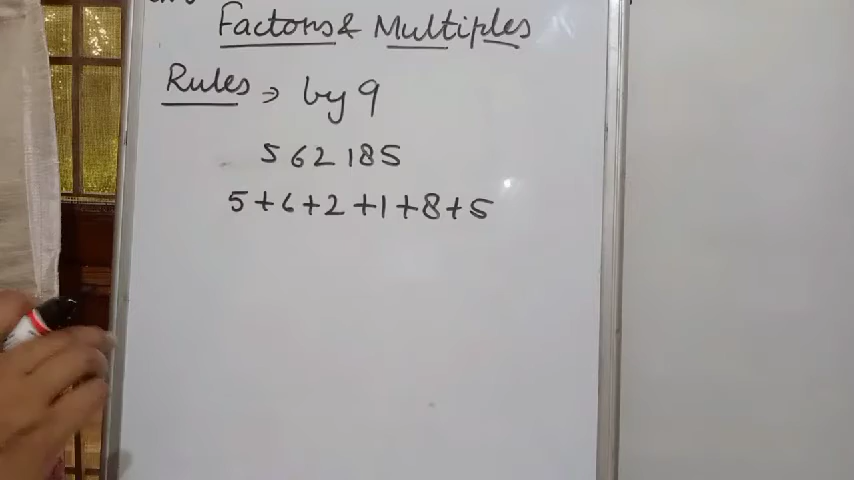 Factors & Multiples
Rules ⇒ by 9
562185
5+6+2+1+8+5